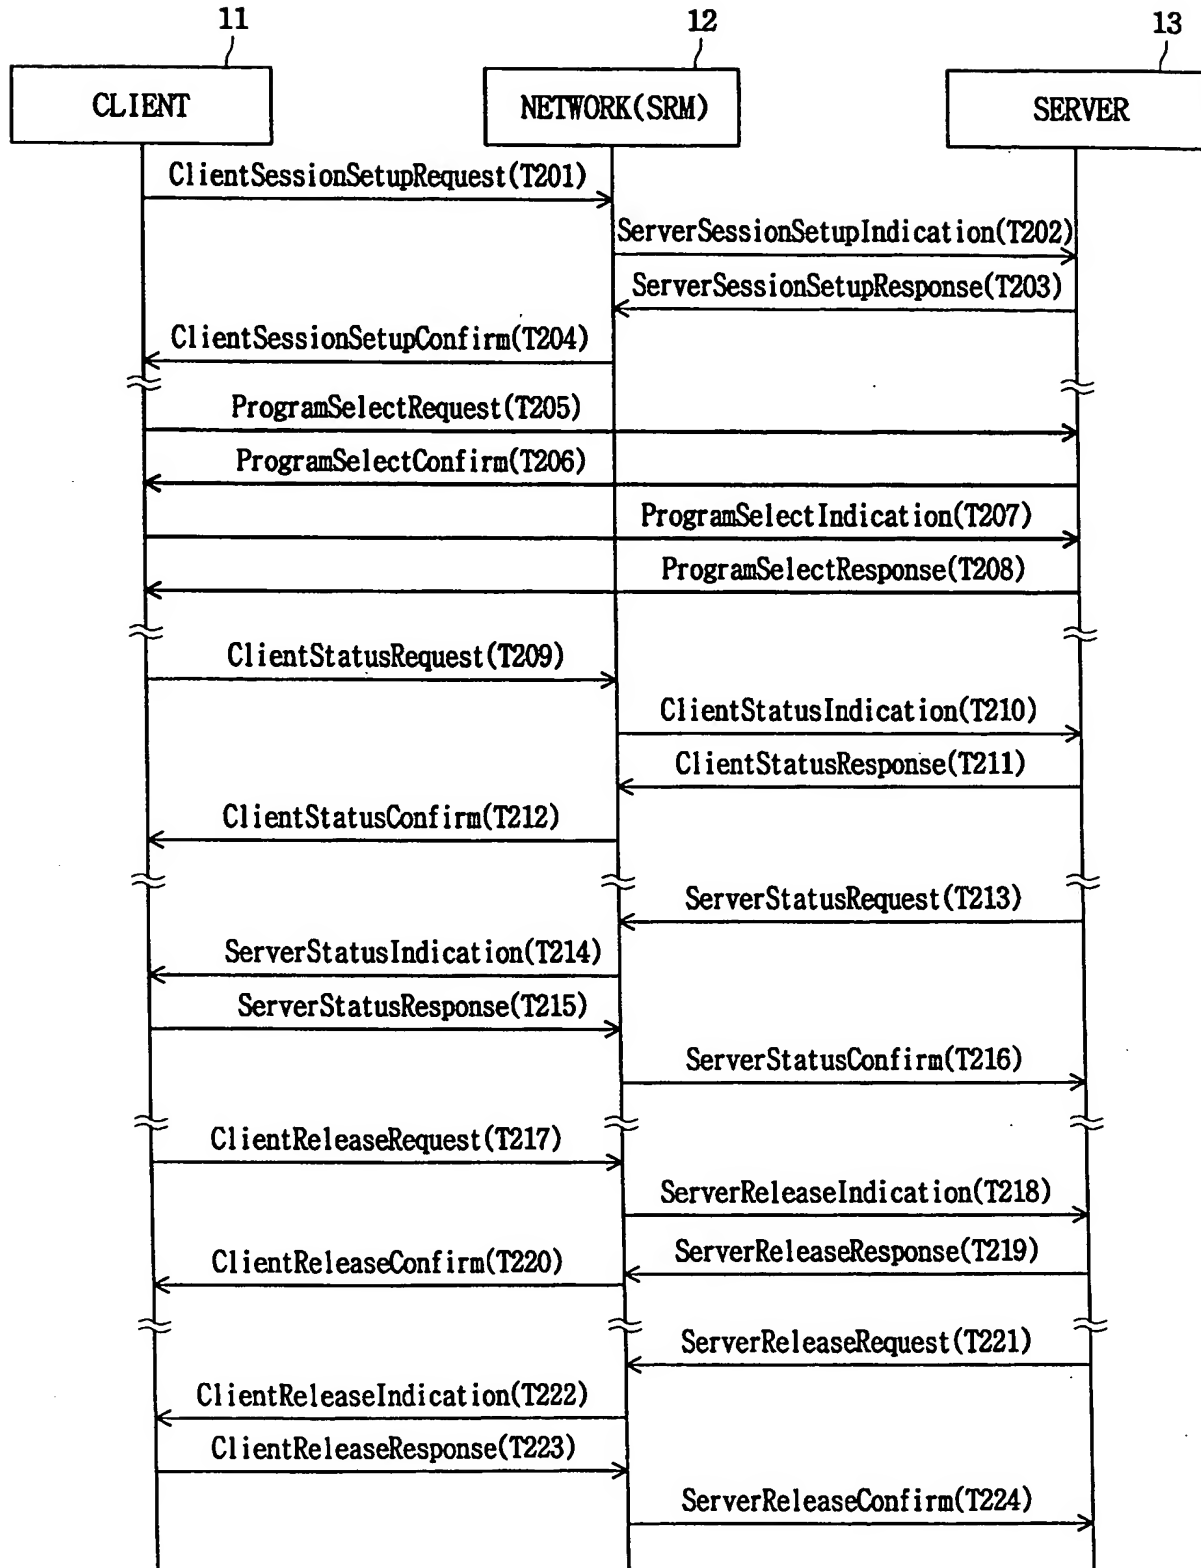 11
12
13
CLIENT
NETWORK(SRM)
SERVER
ClientSessionSetupRequest(T201)
ServerSessionSetupIndication(T202)
ServerSessionSetupResponse(T203)
ClientSessionSetupConfirm(T204)
ProgramSelectRequest(T205)
ProgramSelectConfirm(T206)
ProgramSelectIndication(T207)
ProgramSelectResponse(T208)
ClientStatusRequest(T209)
ClientStatusIndication(T210)
ClientStatusResponse(T211)
ClientStatusConfirm(T212)
ServerStatusRequest(T213)
ServerStatusIndication(T214)
ServerStatusResponse(T215)
ServerStatusConfirm(T216)
ClientReleaseRequest(T217)
ServerReleaseIndication(T218)
ServerReleaseResponse(T219)
ClientReleaseConfirm(T220)
ServerReleaseRequest(T221)
ClientReleaseIndication(T222)
ClientReleaseResponse(T223)
ServerReleaseConfirm(T224)